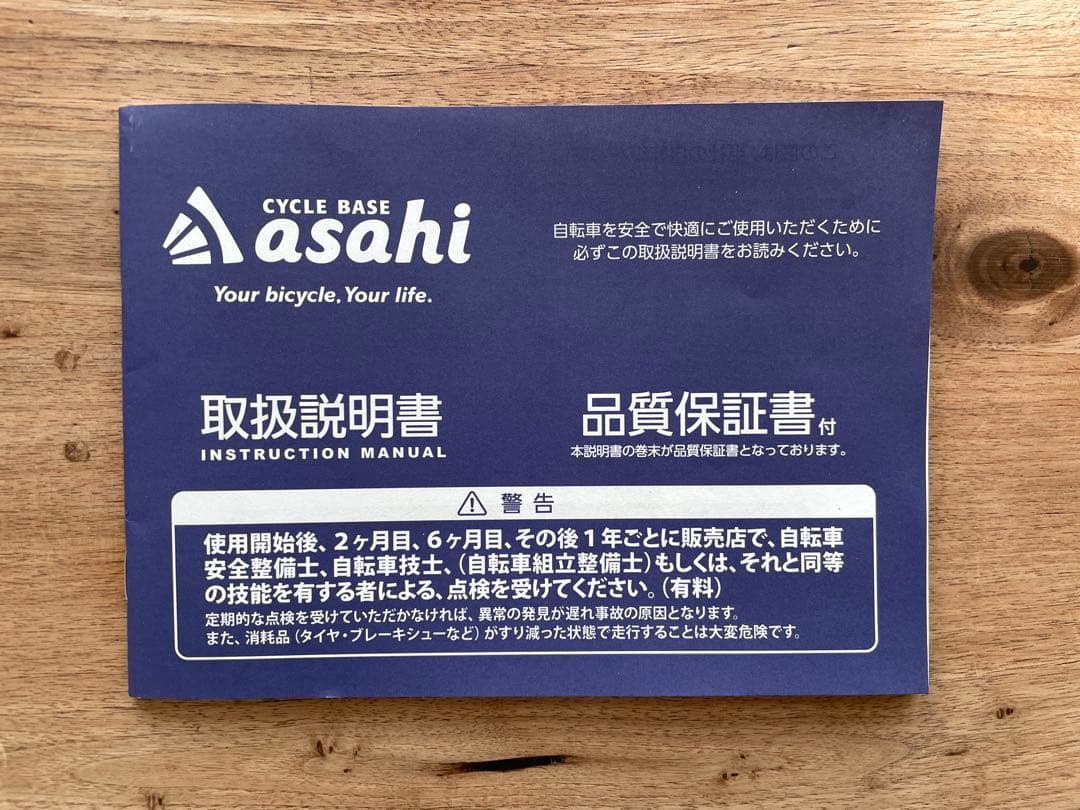 CYCLE BASE
asahi
Your bicycle. Your life.
自転車を安全で快適にご使用いただくために
必ずこの取扱説明書をお読みください。
取扱説明書
INSTRUCTION MANUAL
品質保証書付
本説明書の巻末が品質保証書となっております。
警告
使用開始後、2ヶ月目、6ヶ月目、その後1年ごとに販売店で、自転車
安全整備士、自転車技士、(自転車組立整備士)もしくは、それと同等
の技能を有する者による、点検を受けてください。(有料)
定期的な点検を受けていただかなければ、異常の発見が遅れ事故の原因となります。
また、消耗品(タイヤ・ブレーキシューなど)がすり減った状態で走行することは大変危険です。